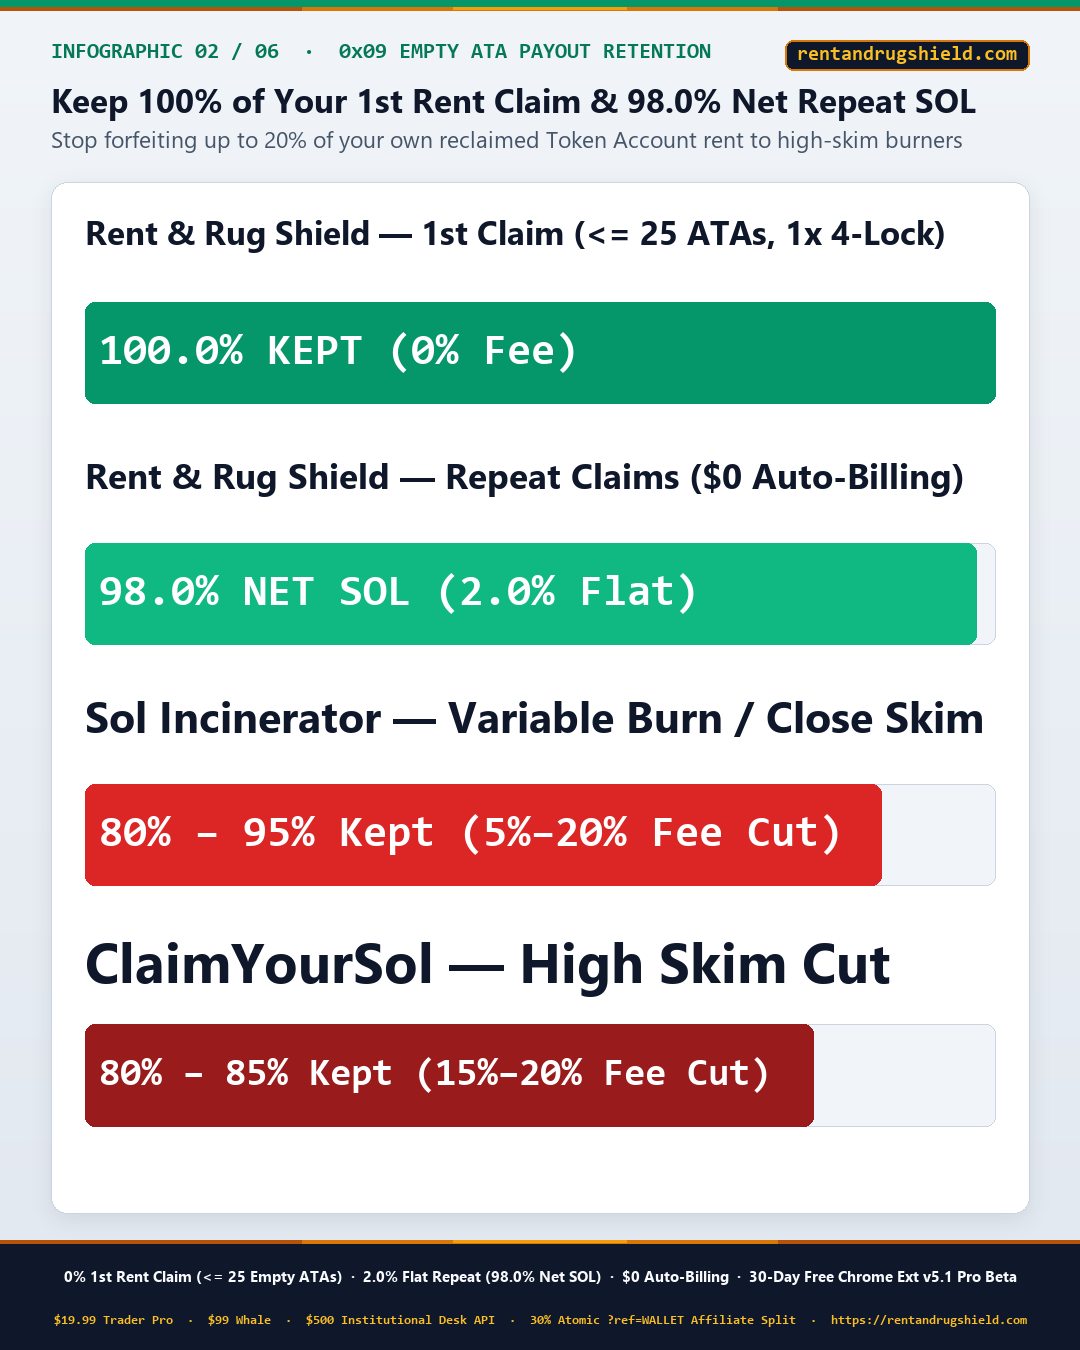 INFOGRAPHIC 02 / 06 · 0x09 EMPTY ATA PAYOUT RETENTION
rentandrugshield.com
Keep 100% of Your 1st Rent Claim & 98.0% Net Repeat SOL
Stop forfeiting up to 20% of your own reclaimed Token Account rent to high-skim burners
Rent & Rug Shield — 1st Claim (<= 25 ATAs, 1x 4-Lock)
100.0% KEPT (0% Fee)
Rent & Rug Shield — Repeat Claims ($0 Auto-Billing)
98.0% NET SOL (2.0% Flat)
Sol Incinerator — Variable Burn / Close Skim
80% – 95% Kept (5%–20% Fee Cut)
ClaimYourSol — High Skim Cut
80% – 85% Kept (15%–20% Fee Cut)
0% 1st Rent Claim (<= 25 Empty ATAs) · 2.0% Flat Repeat (98.0% Net SOL) · $0 Auto-Billing · 30-Day Free Chrome Ext v5.1 Pro Beta
$19.99 Trader Pro · $99 Whale · $500 Institutional Desk API · 30% Atomic ?ref=WALLET Affiliate Split · https://rentandrugshield.com